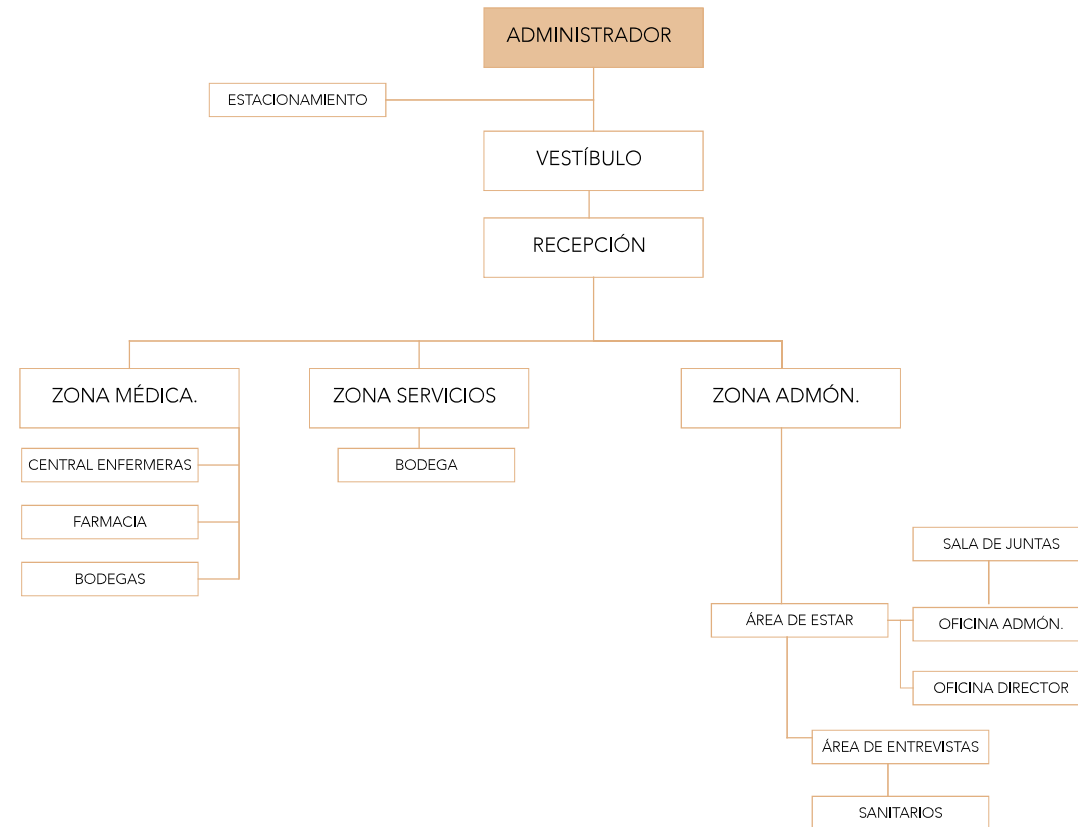 ADMINISTRADOR
ESTACIONAMIENTO
VESTÍBULO
RECEPCIÓN
ZONA MÉDICA.
ZONA SERVICIOS
ZONA ADMÓN.
CENTRAL ENFERMERAS
BODEGA
FARMACIA
SALA DE JUNTAS
BODEGAS
ÁREA DE ESTAR
OFICINA ADMÓN.
OFICINA DIRECTOR
ÁREA DE ENTREVISTAS
SANITARIOS